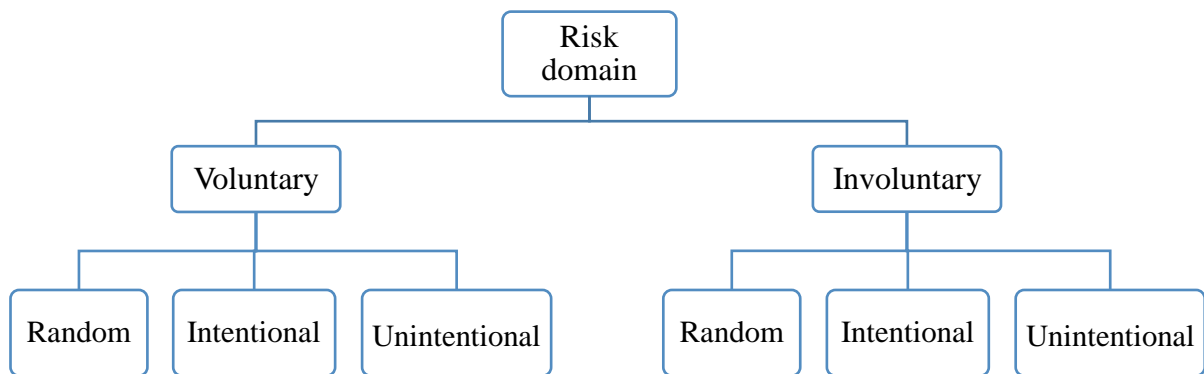 Risk
domain
Voluntary
Involuntary
Random
Intentional
Unintentional
Random
Intentional
Unintentional